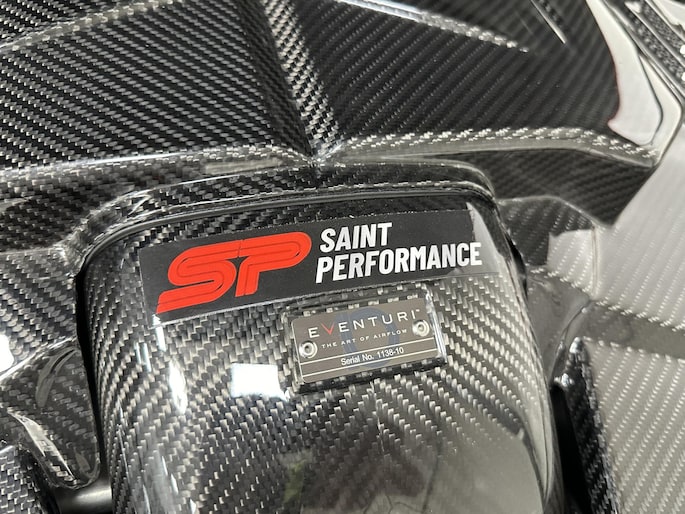 SP
SAINT
PERFORMANCE
EVENTURI
THE ART OF AIRFLOW
Serial No. 1138-10